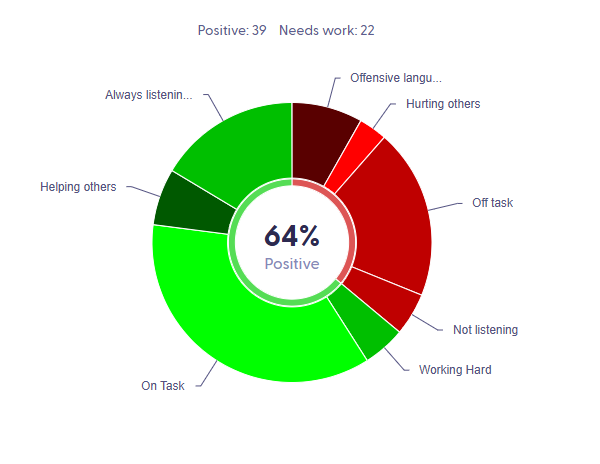 Positive: 39 Needs work: 22
Offensive langu...
Always listenin...
Hurting others
Helping others
Off task
64%
Positive
Not listening
Working Hard
On Task